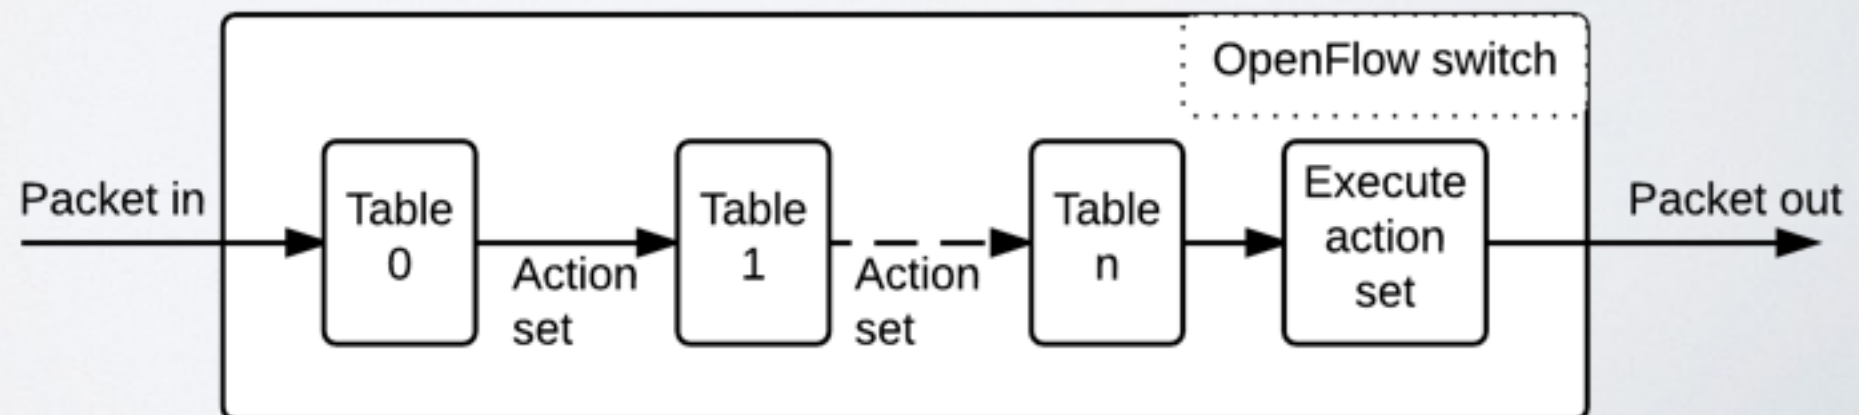 OpenFlow switch
Packet in
Table
0
Action
set
Table
1
Action
set
Table
n
Execute
action
set
Packet out